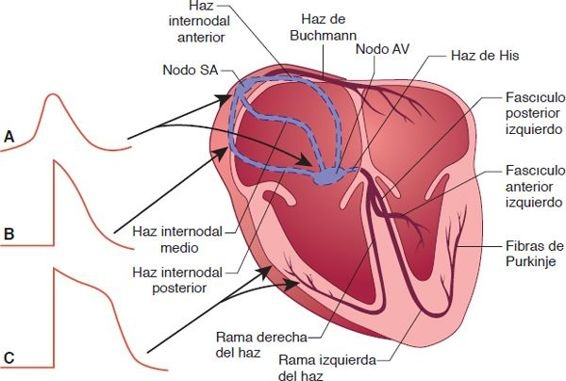 Haz
internodal
anterior
Haz de
Buchmann
Nodo AV
Haz de His
Nodo SA
Fascículo
posterior
izquierdo
A
Fascículo
anterior
izquierdo
B
Haz internodal
medio
Fibras de
Purkinje
Haz internodal
posterior
C
Rama derecha
del haz
Rama izquierda
del haz